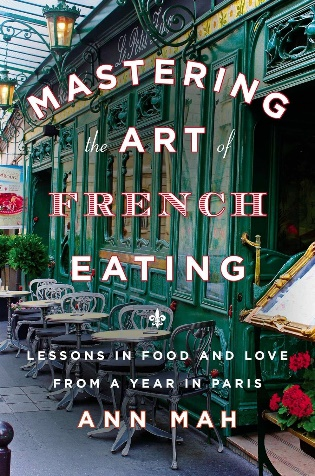 MASTERING
the ART of
FRENCH
EATING
LESSONS IN FOOD AND LOVE
FROM A YEAR IN PARIS
ANN MAH